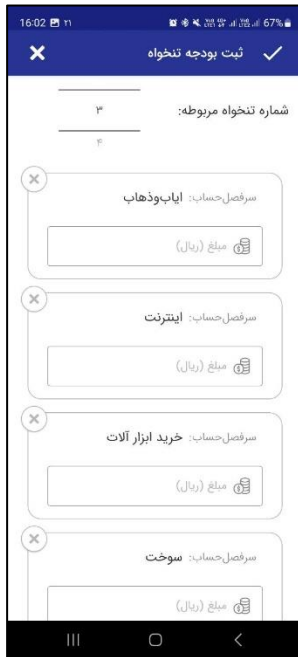 16:02 ۲۱ 67%
ثبت بودجه تنخواه
شماره تنخواه مربوطه: ۳
۴
سرفصل‌حساب: ایاب‌وذهاب
مبلغ (ریال)
سرفصل‌حساب: اینترنت
مبلغ (ریال)
سرفصل‌حساب: خرید ابزار آلات
مبلغ (ریال)
سرفصل‌حساب: سوخت
مبلغ (ریال)